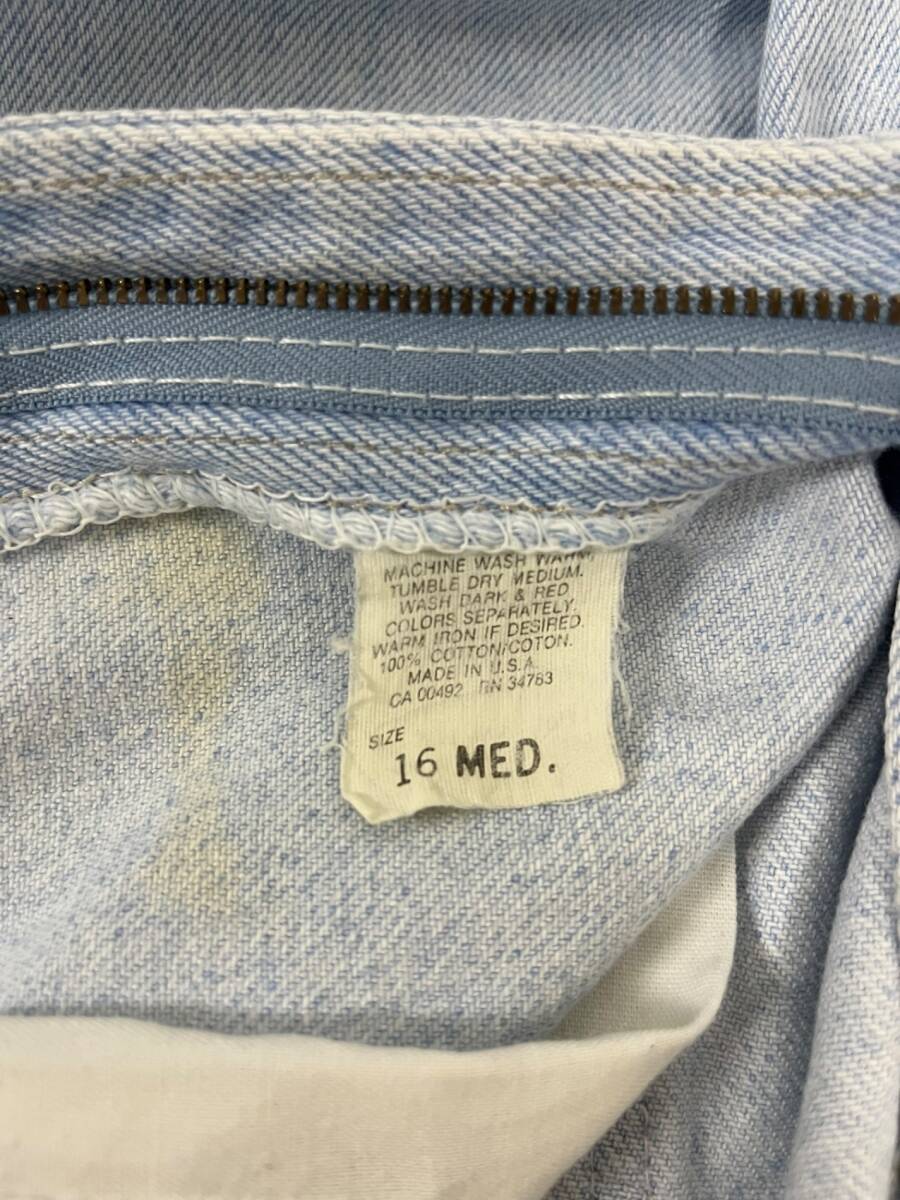 MACHINE WASH WARM,
TUMBLE DRY MEDIUM.
WASH DARK & RED
COLORS SEPARATELY.
WARM IRON IF DESIRED.
100% COTTON/COTON.
MADE IN U.S.A.
CA 00492 RN 34783
SIZE
16 MED.